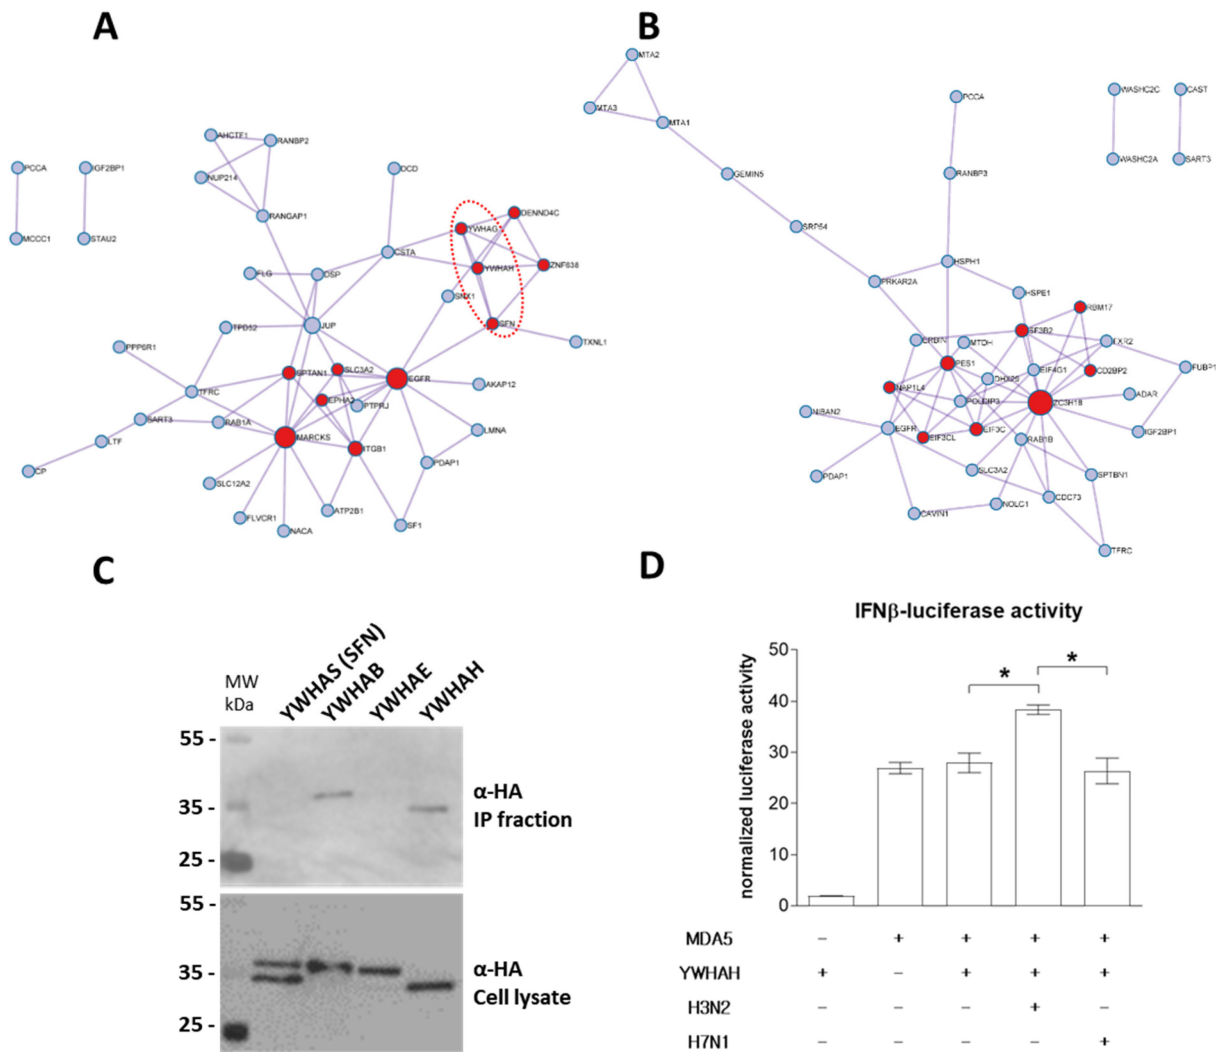 A
B
MTA2
MTA3
MTA1
GEMIN5
SRP54
PRKAR2A
PCCA
RANBP3
HSPH1
HSPE1
WASHC2C
CAST
WASHC2A
SART3
AHCTF1
RANBP2
NUP214
RANGAP1
PCCA
IGF2BP1
MCCC1
STAU2
DCD
DENND4C
YWHAG
CSTA
YWHAH
ZNF638
FLG
DSP
SNX1
SFN
TPD52
JUP
TXNL1
PPP6R1
SPTAN1
SLC3A2
EGFR
AKAP12
TFRC
EPHA2
PTPRJ
SART3
RAB1A
MARCKS
LMNA
LTF
ITGB1
PDAP1
CP
SLC12A2
FLVCR1
ATP2B1
NACA
SF1
RBM17
SF3B2
ERBIN
MTDH
FXR2
PES1
EIF4G1
CD2BP2
FUBP1
NAP1L4
DHX29
POLDIP3
ZC3H18
ADAR
NIBAN2
EGFR
EIF3C
IGF2BP1
EIF3CL
RAB1B
PDAP1
SLC3A2
SPTBN1
CAVIN1
NOLC1
CDC73
TFRC
C
MW
kDa
YWHAS (SFN)
YWHAB
YWHAE
YWHAH
55 -
35 -
25 -
α-HA
IP fraction
55 -
35 -
25 -
α-HA
Cell lysate
D
IFNβ-luciferase activity
normalized luciferase activity
50
40
30
20
10
0
* *
MDA5 – + + + +
YWHAH + – + + +
H3N2 – – – + –
H7N1 – – – – +